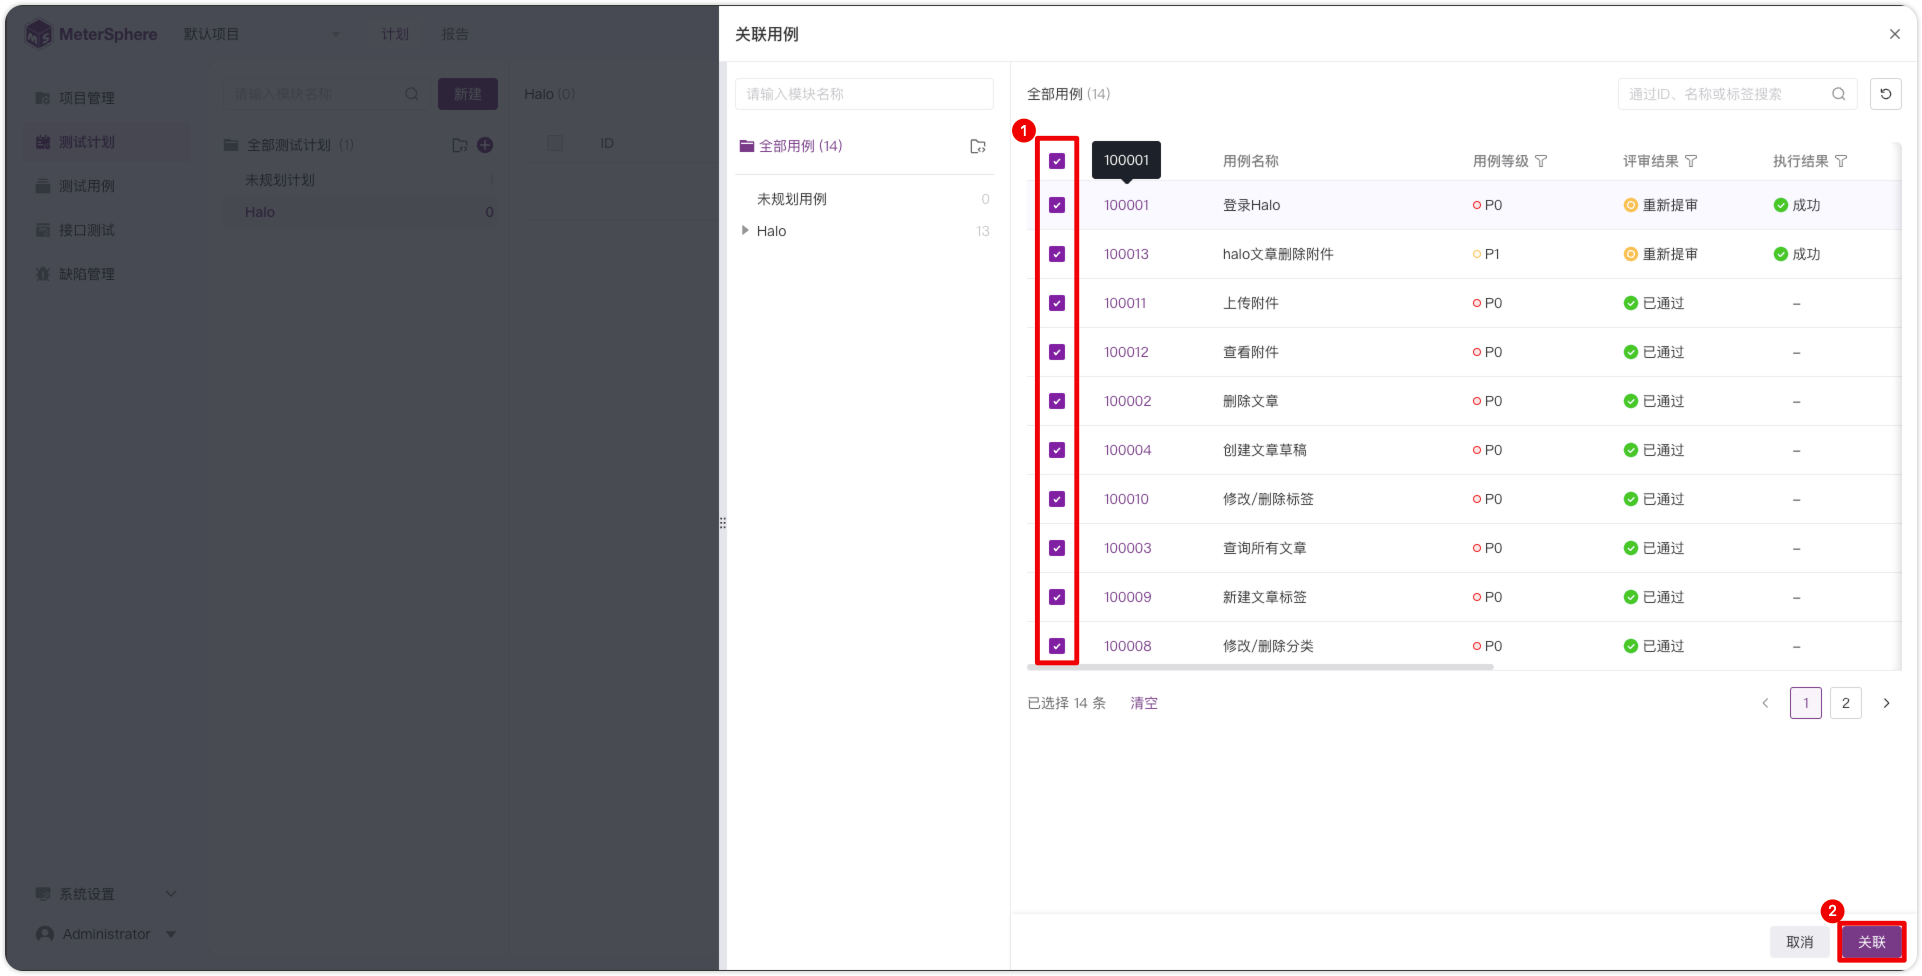 MeterSphere
默认项目
计划
报告
项目管理
测试计划
测试用例
接口测试
缺陷管理
系统设置
Administrator
请输入模块名称
新建
全部测试计划 (1)
未规划计划
1
Halo
0
Halo (0)
ID
关联用例
请输入模块名称
全部用例 (14)
未规划用例
0
Halo
13
全部用例 (14)
通过ID、名称或标签搜索
1
100001
用例名称
用例等级
评审结果
执行结果
100001 登录Halo P0 重新提审 成功
100013 halo文章删除附件 P1 重新提审 成功
100011 上传附件 P0 已通过 –
100012 查看附件 P0 已通过 –
100002 删除文章 P0 已通过 –
100004 创建文章草稿 P0 已通过 –
100010 修改/删除标签 P0 已通过 –
100003 查询所有文章 P0 已通过 –
100009 新建文章标签 P0 已通过 –
100008 修改/删除分类 P0 已通过 –
已选择 14 条 清空
1 2
2
取消 关联